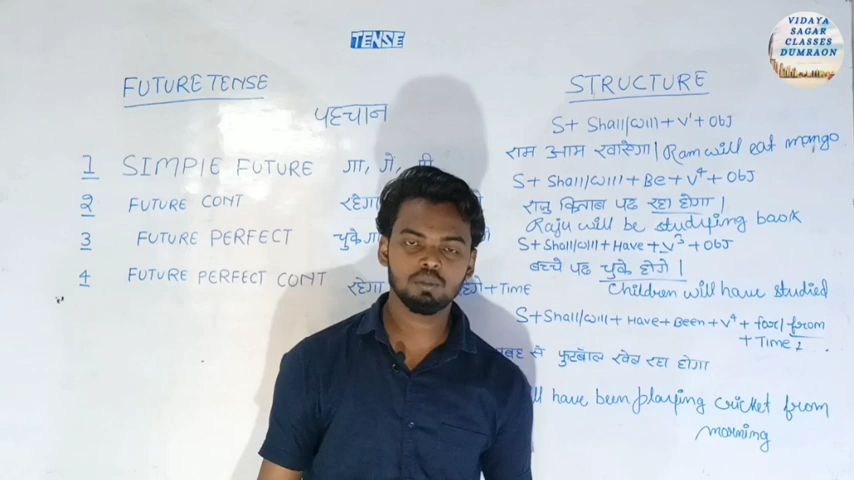 VIDAYA
SAGAR
CLASSES
DUMRAON
TENSE
FUTURE TENSE
पहचान
1 SIMPLE FUTURE गा, गे, गी
2 FUTURE CONT रहेगा
3 FUTURE PERFECT चुकेगा
4 FUTURE PERFECT CONT रहेगा + TIME
STRUCTURE
S+ Shall/will + V¹ + OBJ
राम आम खाएगा | Ram will eat mango
S+ Shall/will + Be + V⁴ + OBJ
राजु किताब पढ़ रहा होगा |
Raju will be studying book
S+ Shall/will + Have + V³ + OBJ
बच्चे पढ़ चुके होगे |
Children will have studied
S+ Shall/will + Have + Been + V⁴ + for/ from
+ Time
से फुटबोल खेल रहा होगा
have been playing cricket from
morning